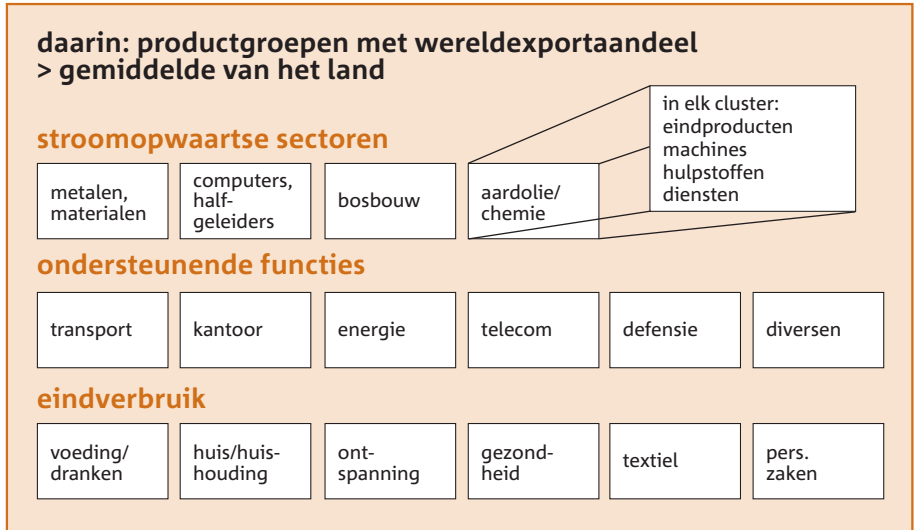 daarin: productgroepen met wereldexportaandeel
> gemiddelde van het land
in elk cluster:
eindproducten
machines
hulpstoffen
diensten
stroomopwaartse sectoren
metalen,
materialen
computers,
half-
geleiders
bosbouw
aardolie/
chemie
ondersteunende functies
transport
kantoor
energie
telecom
defensie
diversen
eindverbruik
voeding/
dranken
huis/huis-
houding
ont-
spanning
gezond-
heid
textiel
pers.
zaken